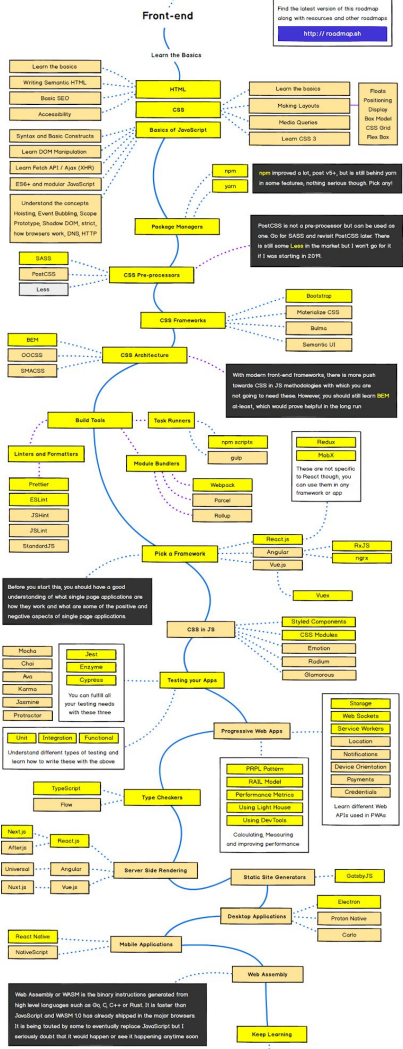 Front-end
Find the latest version of this roadmap
along with resources and other roadmaps
http:// roadmap.sh
Learn the Basics
Learn the basics
Writing Semantic HTML
Basic SEO
Accessibility
HTML
CSS
Basics of JavaScript
Learn the basics
Making Layouts
Media Queries
Learn CSS 3
Floats
Positioning
Display
Box Model
CSS Grid
Flex Box
Syntax and Basic Constructs
Learn DOM Manipulation
Learn Fetch API / Ajax (XHR)
ES6+ and modular JavaScript
Understand the concepts
Hoisting, Event Bubbling, Scope
Prototype, Shadow DOM, strict,
how browsers work, DNS, HTTP
npm
yarn
npm improved a lot, post v5+, but is still behind yarn
in some features, nothing serious though. Pick any!
Package Managers
PostCSS is not a pre-processor but can be used as
one. Go for SASS and revisit PostCSS later. There
is still some Less in the market but I won't go for it
if I was starting in 2019.
SASS
PostCSS
Less
CSS Pre-processors
CSS Frameworks
Bootstrap
Materialize CSS
Bulma
Semantic UI
BEM
OOCSS
SMACSS
CSS Architecture
With modern front-end frameworks, there is more push
towards CSS in JS methodologies with which you are
not going to need these. However, you should still learn BEM
at-least, which would prove helpful in the long run
Build Tools
Task Runners
npm scripts
gulp
Linters and Formatters
Module Bundlers
Webpack
Parcel
Rollup
Prettier
ESLint
JSHint
JSLint
StandardJS
Redux
MobX
These are not specific
to React though, you
can use them in any
framework or app
Pick a Framework
React.js
Angular
Vue.js
RxJS
ngrx
Vuex
Before you start this, you should have a good
understanding of what single page applications are
how they work and what are some of the positive and
negative aspects of single page applications
CSS in JS
Styled Components
CSS Modules
Emotion
Radium
Glamorous
Mocha
Chai
Ava
Karma
Jasmine
Protractor
Jest
Enzyme
Cypress
You can fulfill all
your testing needs
with these three
Testing your Apps
Unit
Integration
Functional
Understand different types of testing and
learn how to write these with the above
Progressive Web Apps
Storage
Web Sockets
Service Workers
Location
Notifications
Device Orientation
Payments
Credentials
Learn different Web
APIs used in PWAs
PRPL Pattern
RAIL Model
Performance Metrics
Using Light House
Using DevTools
Calculating, Measuring
and improving performance
TypeScript
Flow
Type Checkers
Next.js
After.js
React.js
Universal
Angular
Nuxt.js
Vue.js
Server Side Rendering
Static Site Generators
GatsbyJS
Desktop Applications
Electron
Proton Native
Carlo
React Native
NativeScript
Mobile Applications
Web Assembly
Web Assembly or WASM is the binary instructions generated from
high level languages such as Go, C, C++ or Rust. It is faster than
JavaScript and WASM 1.0 has already shipped in the major browsers
It is being touted by some to eventually replace JavaScript but I
seriously doubt that it would happen or see it happening anytime soon
Keep Learning